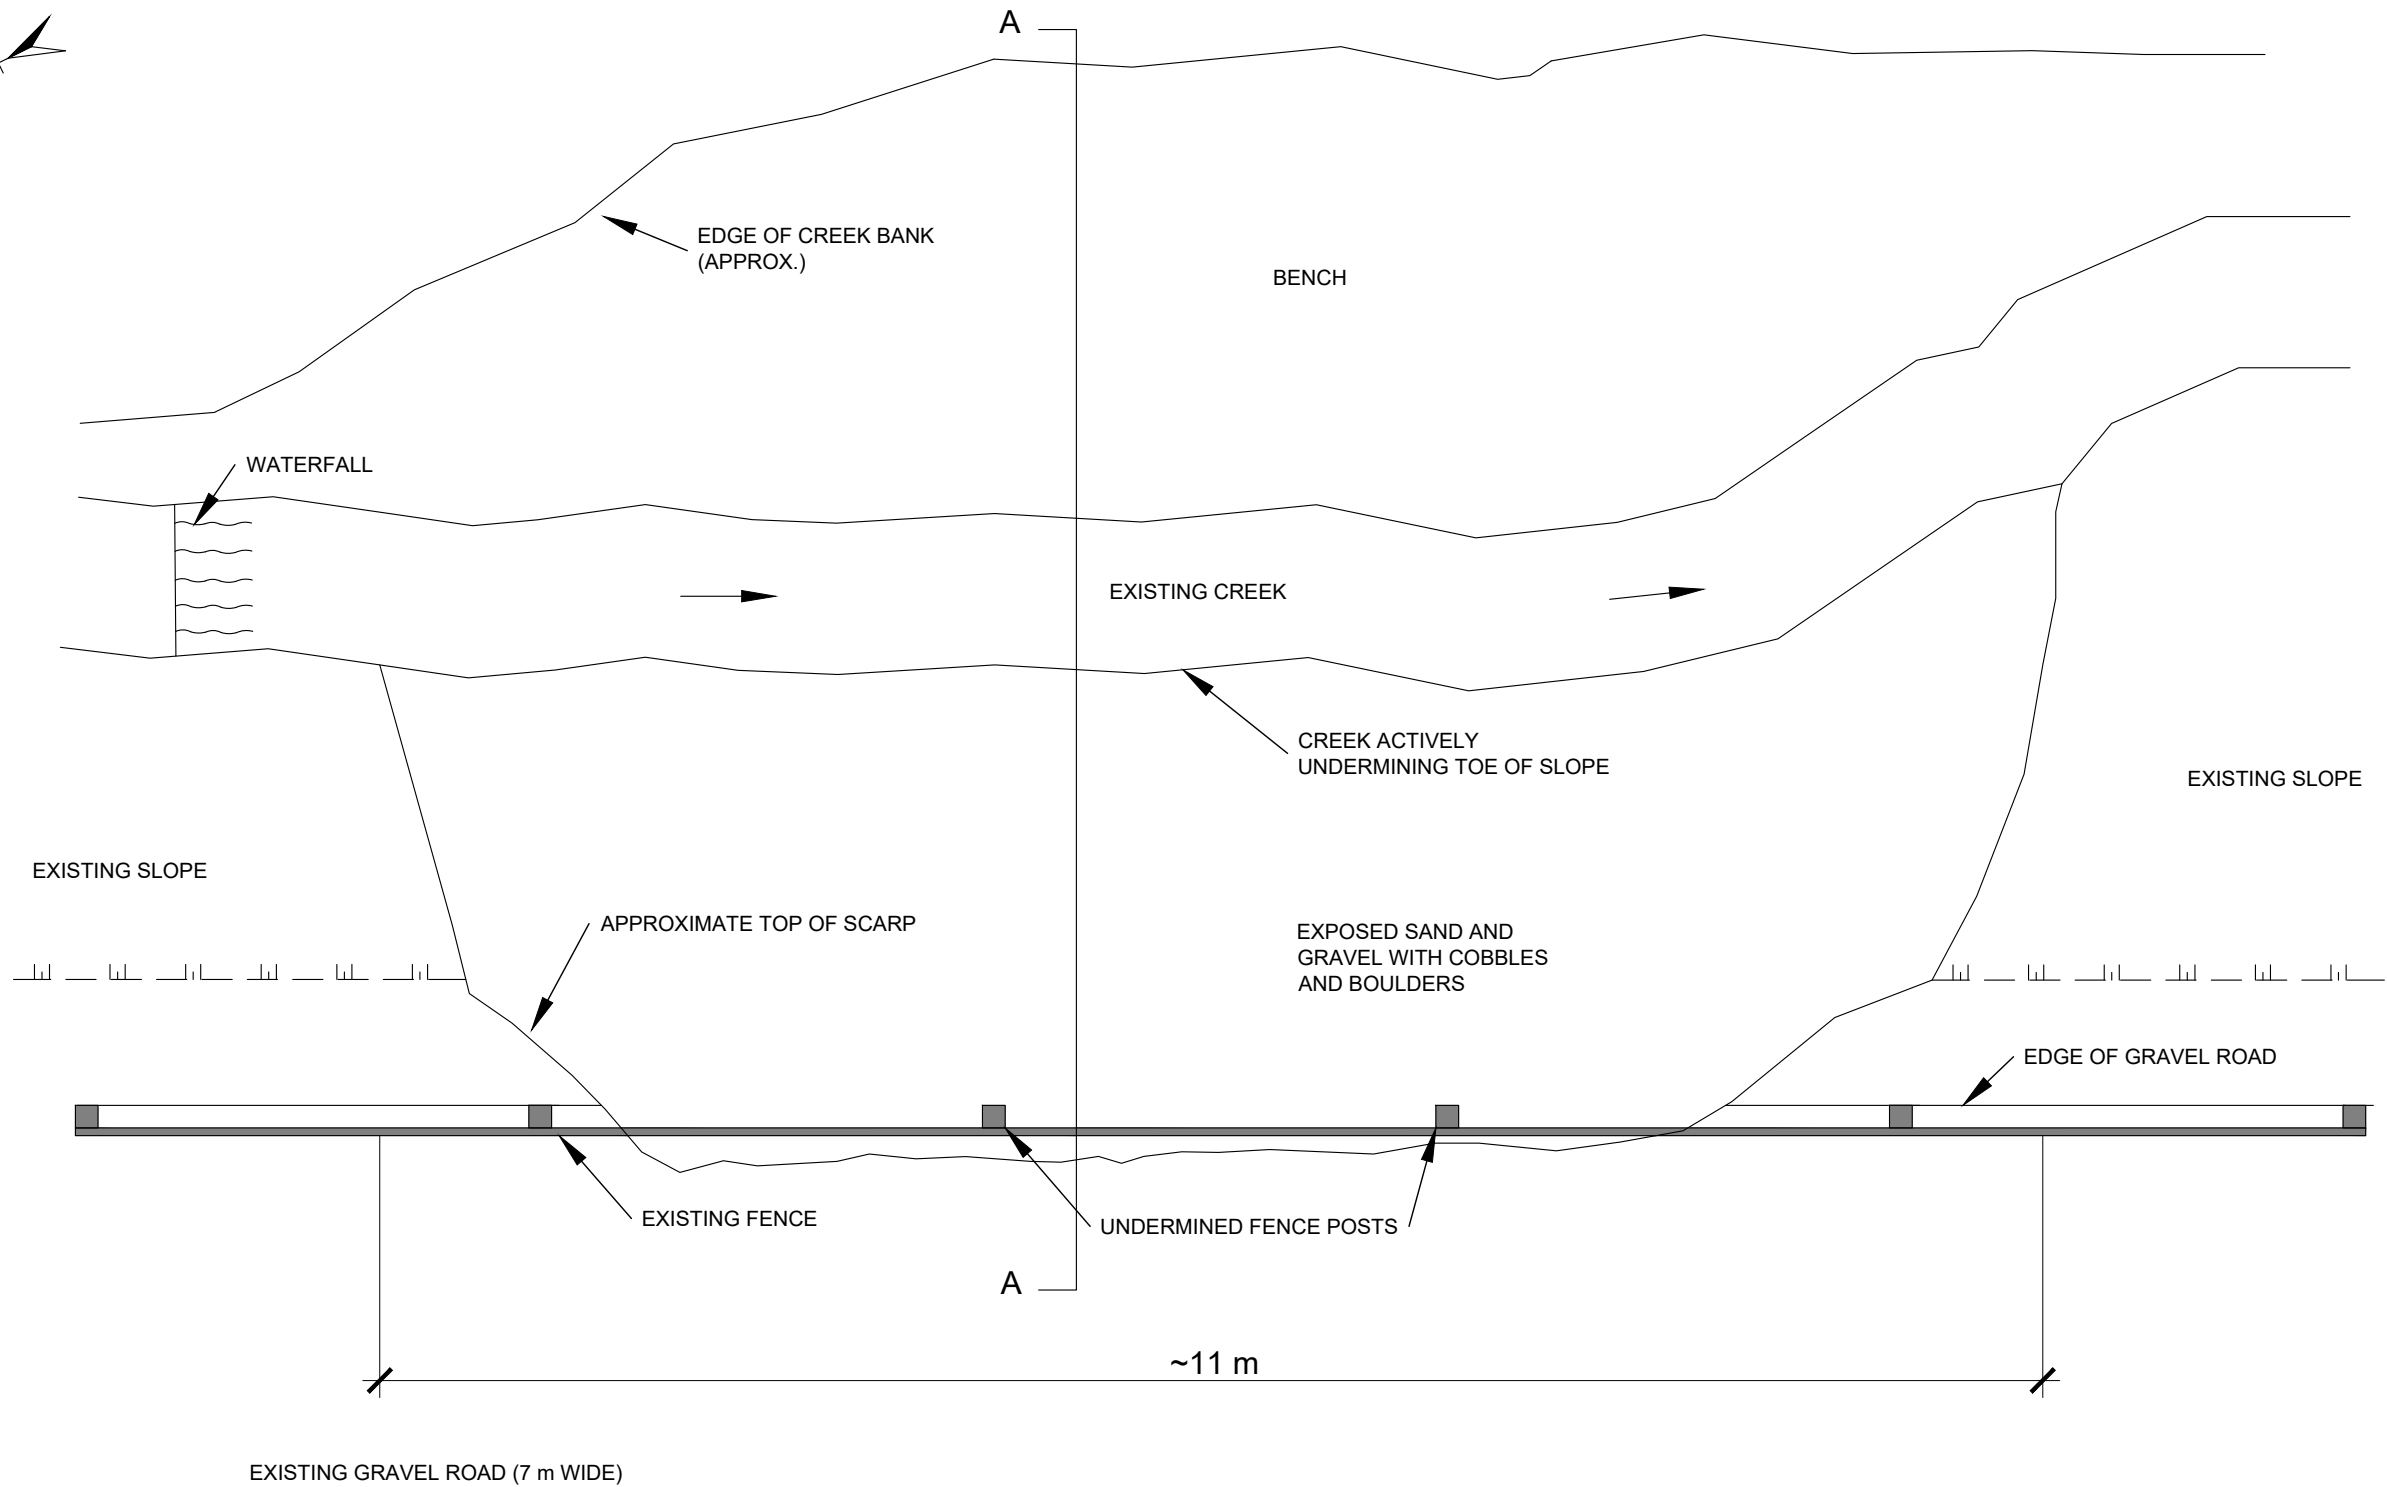 A
EDGE OF CREEK BANK
(APPROX.)
BENCH
WATERFALL
EXISTING CREEK
CREEK ACTIVELY
UNDERMINING TOE OF SLOPE
EXISTING SLOPE
EXISTING SLOPE
APPROXIMATE TOP OF SCARP
EXPOSED SAND AND
GRAVEL WITH COBBLES
AND BOULDERS
EDGE OF GRAVEL ROAD
EXISTING FENCE
UNDERMINED FENCE POSTS
A
~11 m
EXISTING GRAVEL ROAD (7 m WIDE)